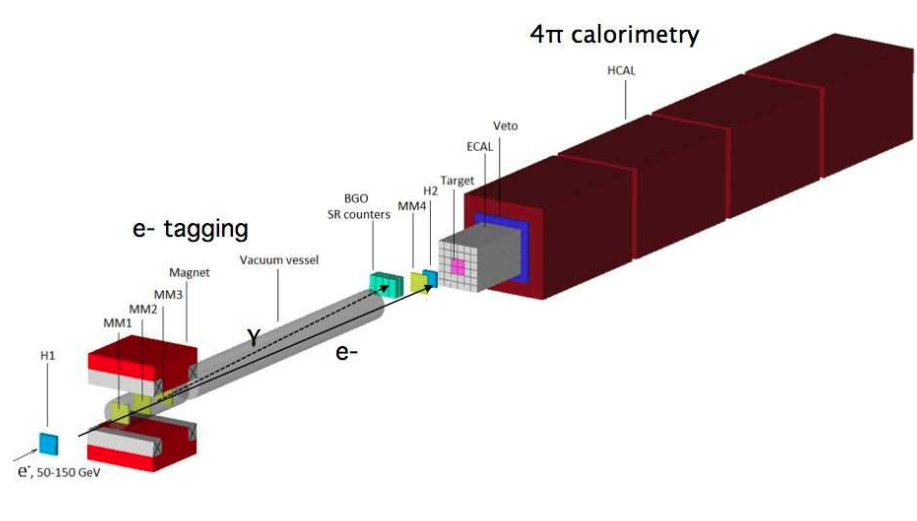 4π calorimetry
HCAL
Veto
ECAL
Target
H2
MM4
BGO
SR counters
e- tagging
Vacuum vessel
Magnet
MM3
MM2
MM1
H1
γ
e-
e-, 50-150 GeV